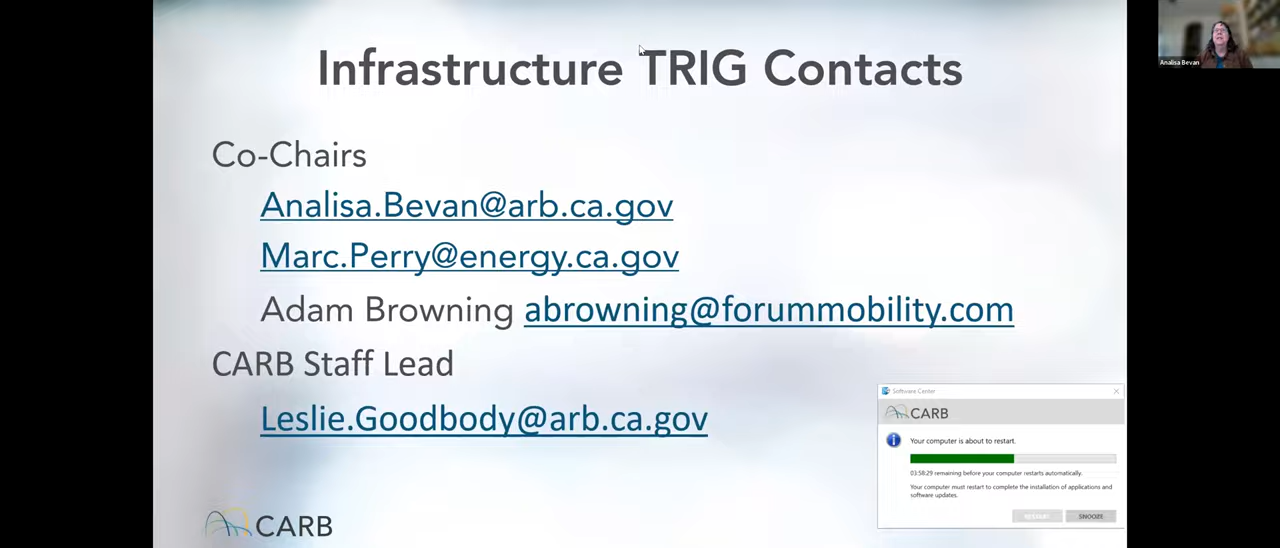 Infrastructure TRIG Contacts
Analisa Bevan
Co-Chairs
Analisa.Bevan@arb.ca.gov
Marc.Perry@energy.ca.gov
Adam Browning abrowning@forummobility.com
CARB Staff Lead
Leslie.Goodbody@arb.ca.gov
Software Center
CARB
Your computer is about to restart.
03:58:29 remaining before your computer restarts automatically.
Your computer must restart to complete the installation of applications and
software updates.
RESTART SNOOZE
CARB